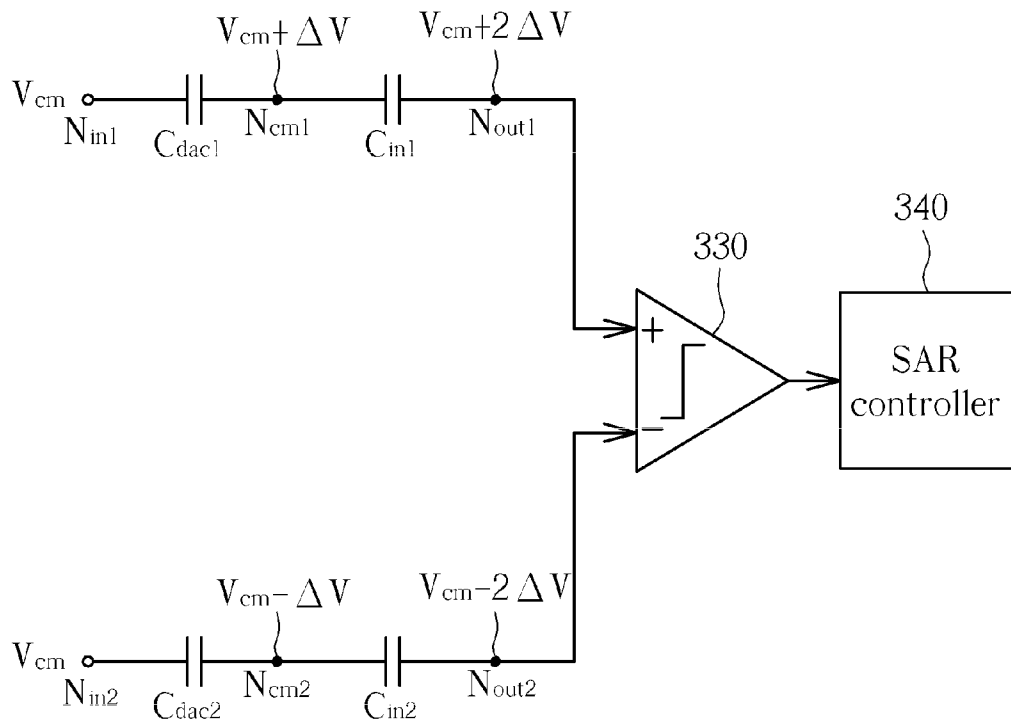 Vcm+ΔV
Vcm+2ΔV
Vcm
Nin1
Cdac1
Ncm1
Cin1
Nout1
330
340
+
−
SAR
controller
Vcm-ΔV
Vcm-2ΔV
Vcm
Nin2
Cdac2
Ncm2
Cin2
Nout2